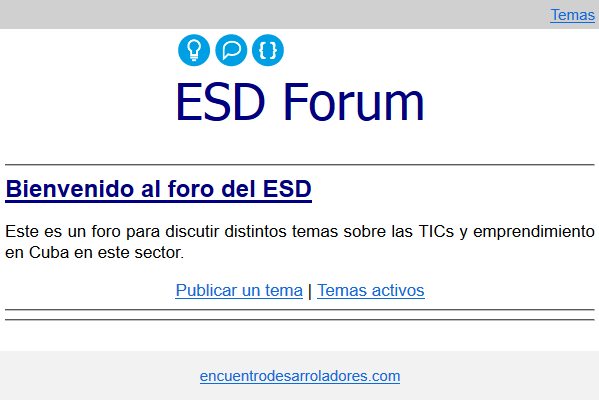 Temas
ESD Forum
Bienvenido al foro del ESD
Este es un foro para discutir distintos temas sobre las TICs y emprendimiento
en Cuba en este sector.
Publicar un tema | Temas activos
encuentrodesarroladores.com